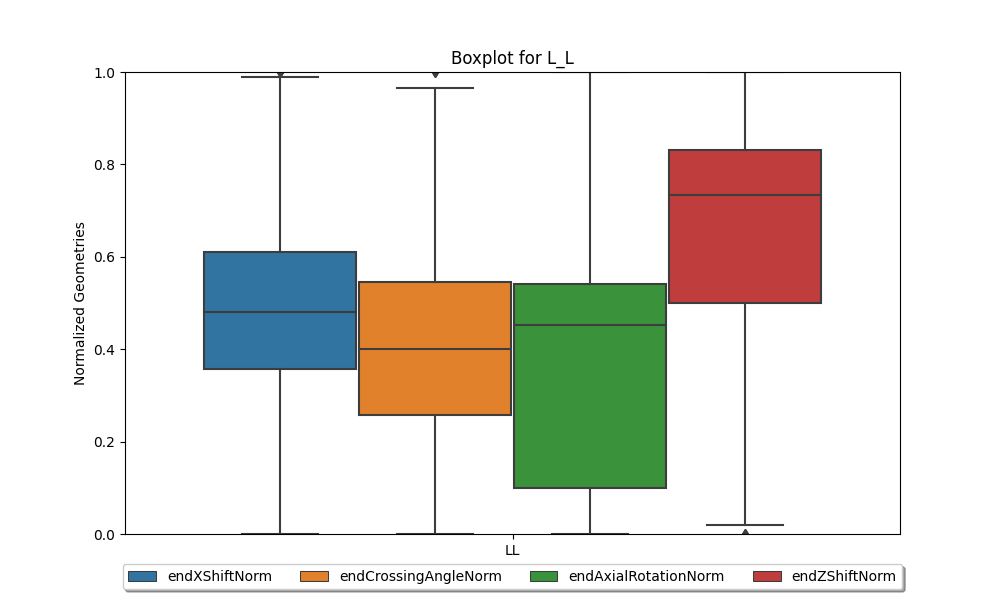 Boxplot for L_L
1.0
0.8
0.6
0.4
0.2
0.0
Normalized Geometries
LL
endXShiftNorm endCrossingAngleNorm endAxialRotationNorm endZShiftNorm